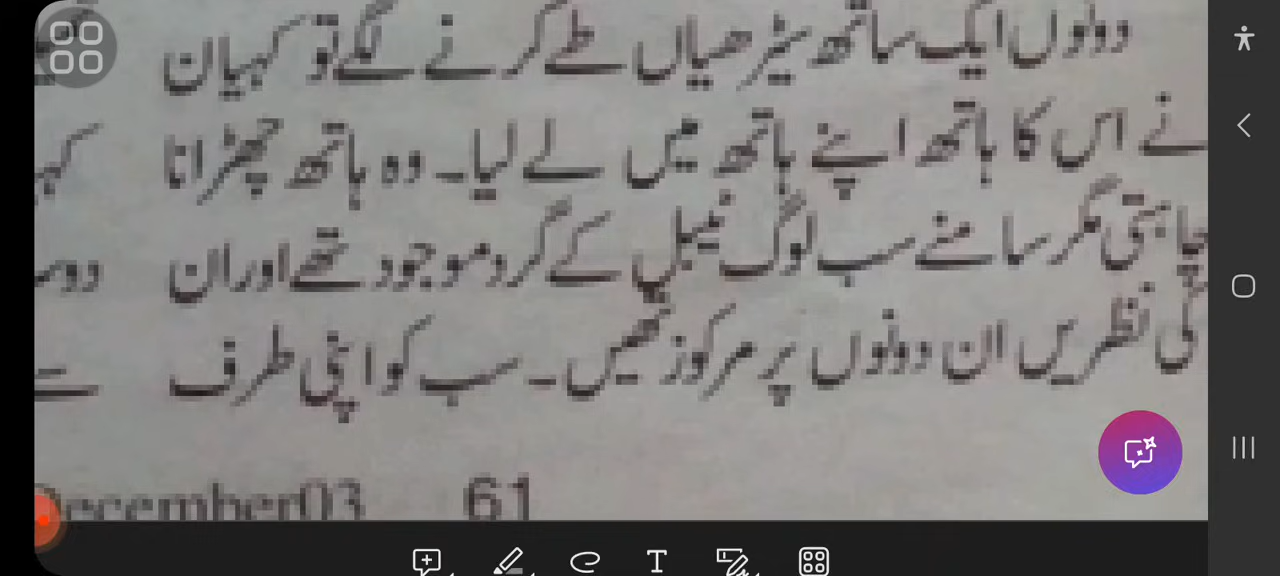 دونوں ایک ساتھ سیڑھیاں طے کرنے لگے تو کہیان
نے اس کا ہاتھ اپنے ہاتھ میں لے لیا۔ وہ ہاتھ چھڑانا
چاہتی مگر سامنے سب لوگ ٹیبل کے گرد موجود تھے اور ان
کی نظریں ان دونوں پر مرکوز تھیں۔ سب کو اپنی طرف
December03 61